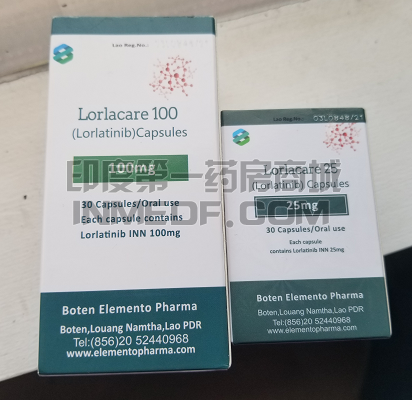 Lao Reg.No.:
Lorlacare 100
(Lorlatinib)Capsules
100mg
30 Capsules/Oral use
Each capsule contains
Lorlatinib INN 100mg
Boten Elemento Pharma
Boten,Louang Namtha,Lao PDR
Tel:(856)20 52440968
www.elementopharma.com
Lao Reg.No.: 03L0848/21
Lorlacare 25
(Lorlatinib) Capsules
25mg
30 Capsules/Oral use
Each capsule
contains Lorlatinib INN 25mg
Boten Elemento Pharma
Boten,Louang Namtha,Lao PDR
Tel:(856)20 52440968
www.elementopharma.com
印度第一药房商城